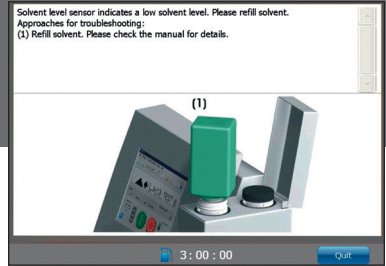 Solvent level sensor indicates a low solvent level. Please refill solvent.
Approaches for troubleshooting:
(1) Refill solvent. Please check the manual for details.
(1)
3:00:00
Quit